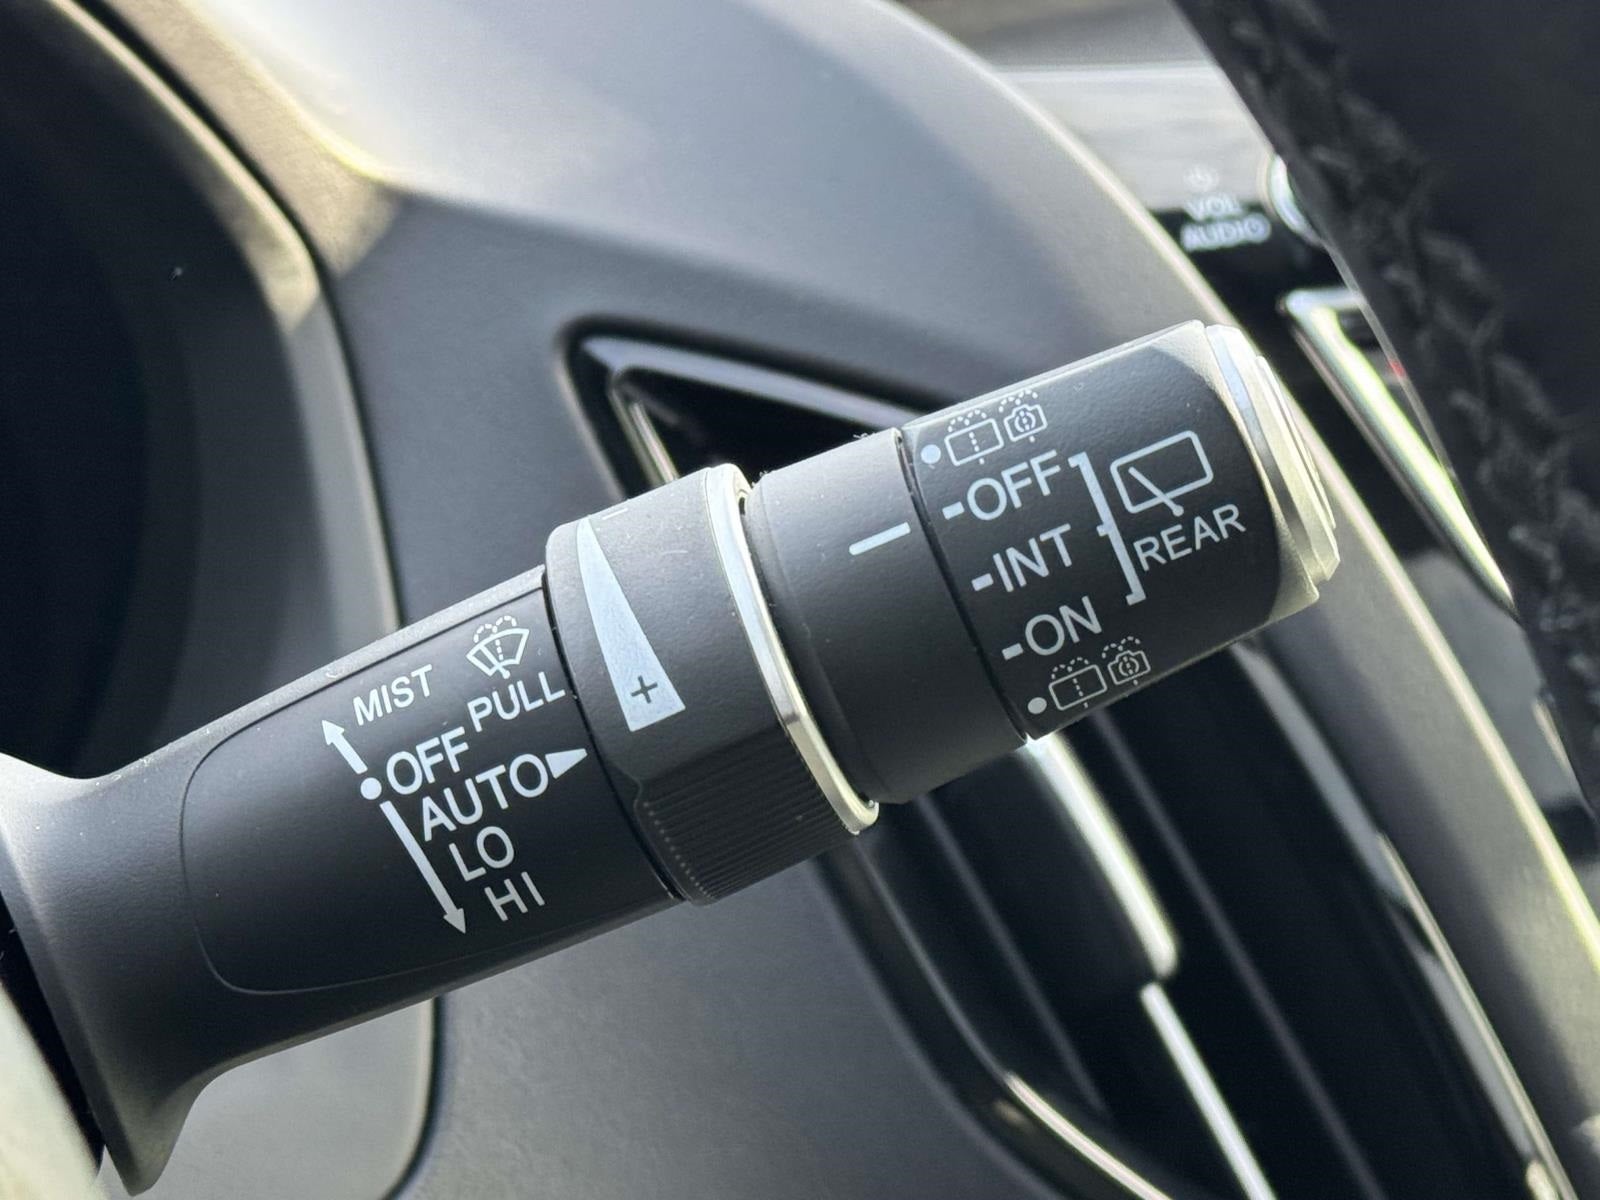 VOL
AUDIO
OFF
INT
ON
REAR
MIST
PULL
OFF
AUTO
LO
HI
+